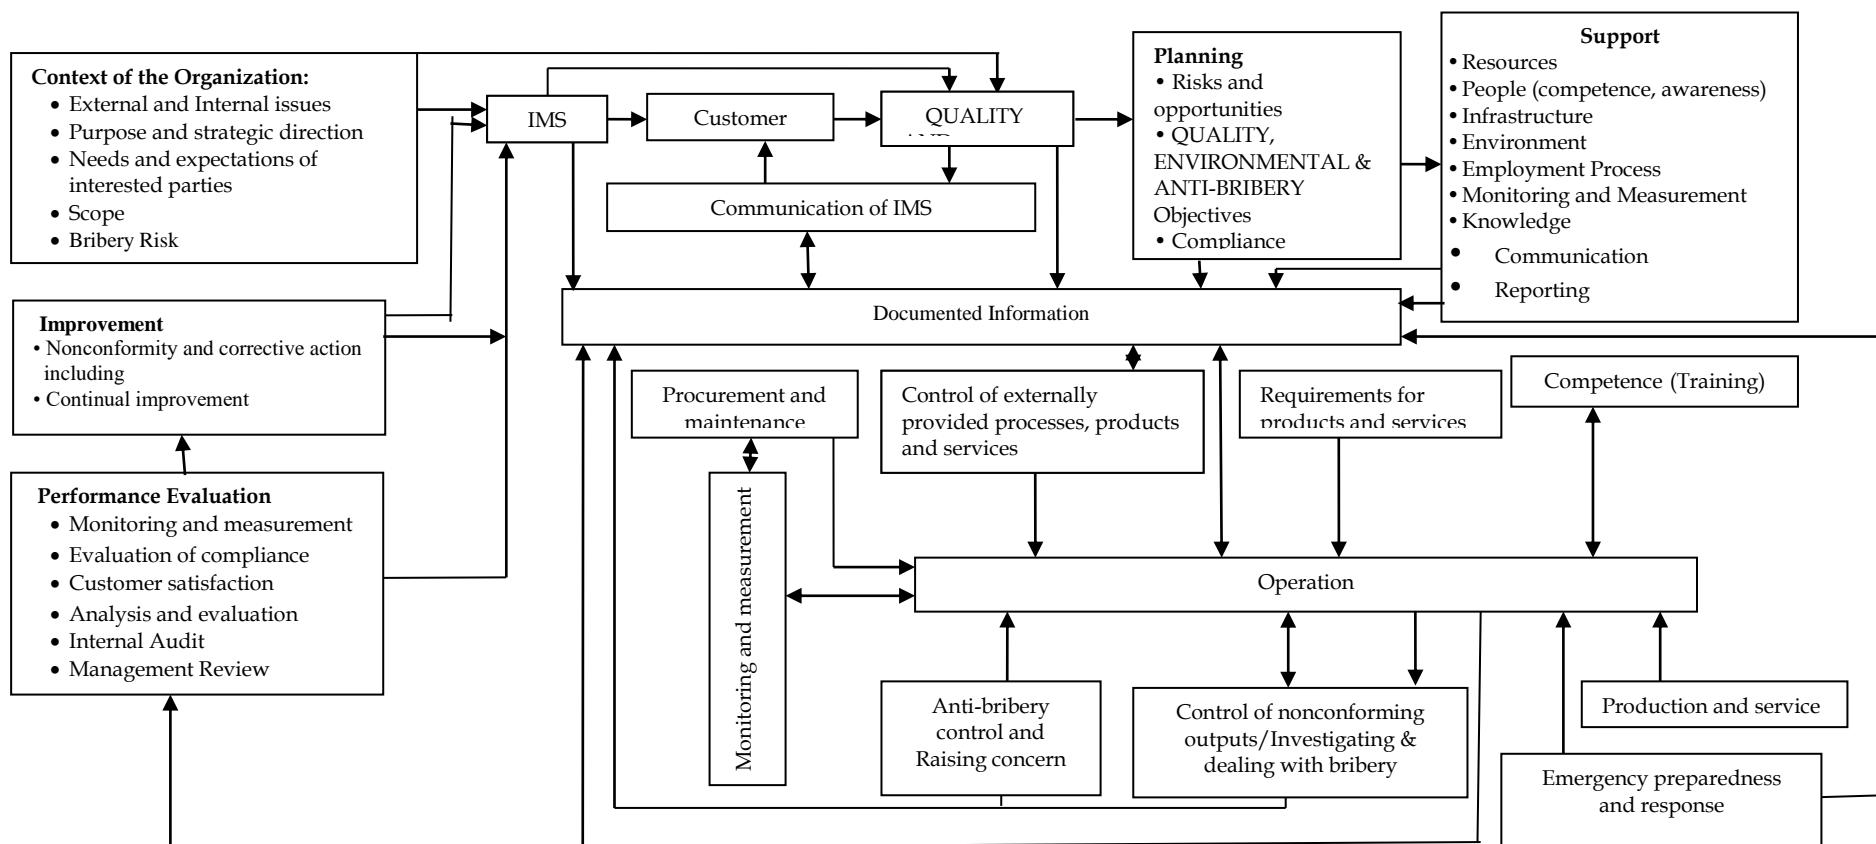 Context of the Organization:
• External and Internal issues
• Purpose and strategic direction
• Needs and expectations of
interested parties
• Scope
• Bribery Risk
IMS
Customer
QUALITY
Communication of IMS
Planning
• Risks and
opportunities
• QUALITY,
ENVIRONMENTAL &
ANTI-BRIBERY
Objectives
• Compliance
Support
• Resources
• People (competence, awareness)
• Infrastructure
• Environment
• Employment Process
• Monitoring and Measurement
• Knowledge
• Communication
• Reporting
Documented Information
Improvement
• Nonconformity and corrective action
including
• Continual improvement
Procurement and
maintenance
Control of externally
provided processes, products
and services
Requirements for
products and services
Competence (Training)
Performance Evaluation
• Monitoring and measurement
• Evaluation of compliance
• Customer satisfaction
• Analysis and evaluation
• Internal Audit
• Management Review
Monitoring and measurement
Operation
Anti-bribery
control and
Raising concern
Control of nonconforming
outputs/Investigating &
dealing with bribery
Production and service
Emergency preparedness
and response